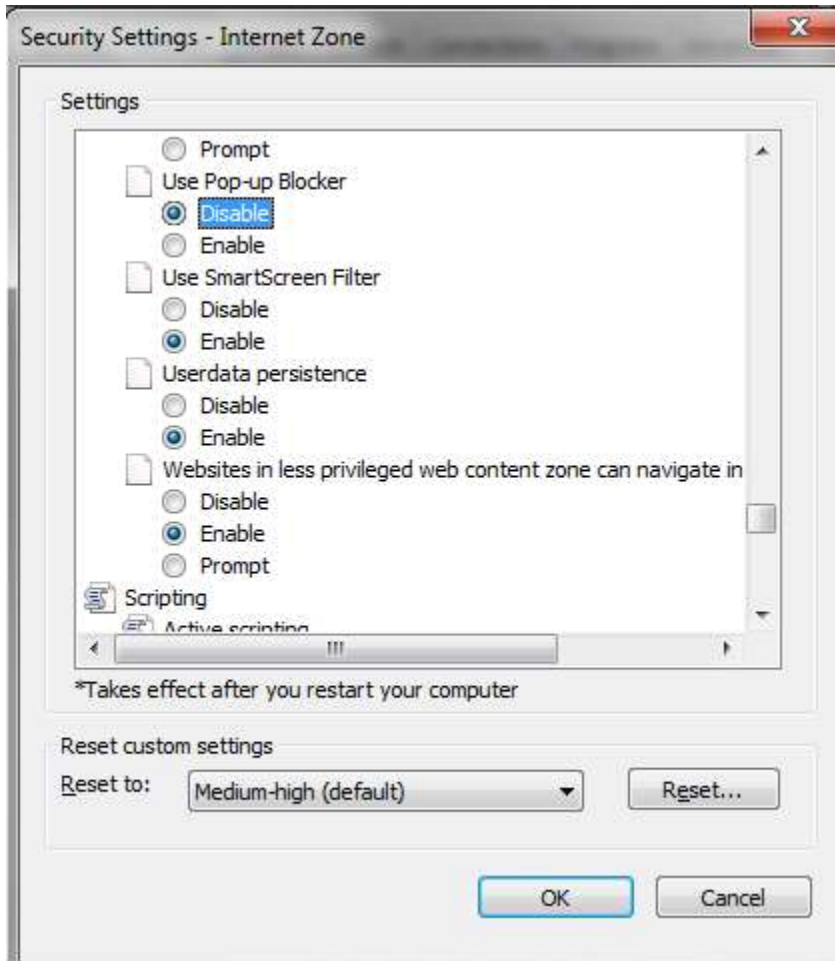 Security Settings - Internet Zone
Settings
Prompt
Use Pop-up Blocker
Disable
Enable
Use SmartScreen Filter
Disable
Enable
Userdata persistence
Disable
Enable
Websites in less privileged web content zone can navigate in
Disable
Enable
Prompt
Scripting
Active scripting
*Takes effect after you restart your computer
Reset custom settings
Reset to:
Medium-high (default)
Reset...
OK
Cancel